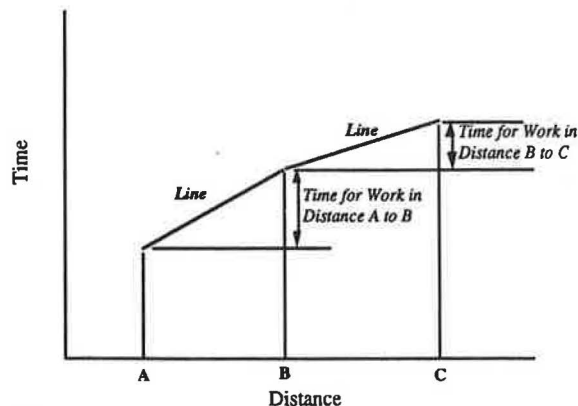 Time
Line
Time for Work in
Distance B to C
Line
Time for Work in
Distance A to B
A
B
C
Distance